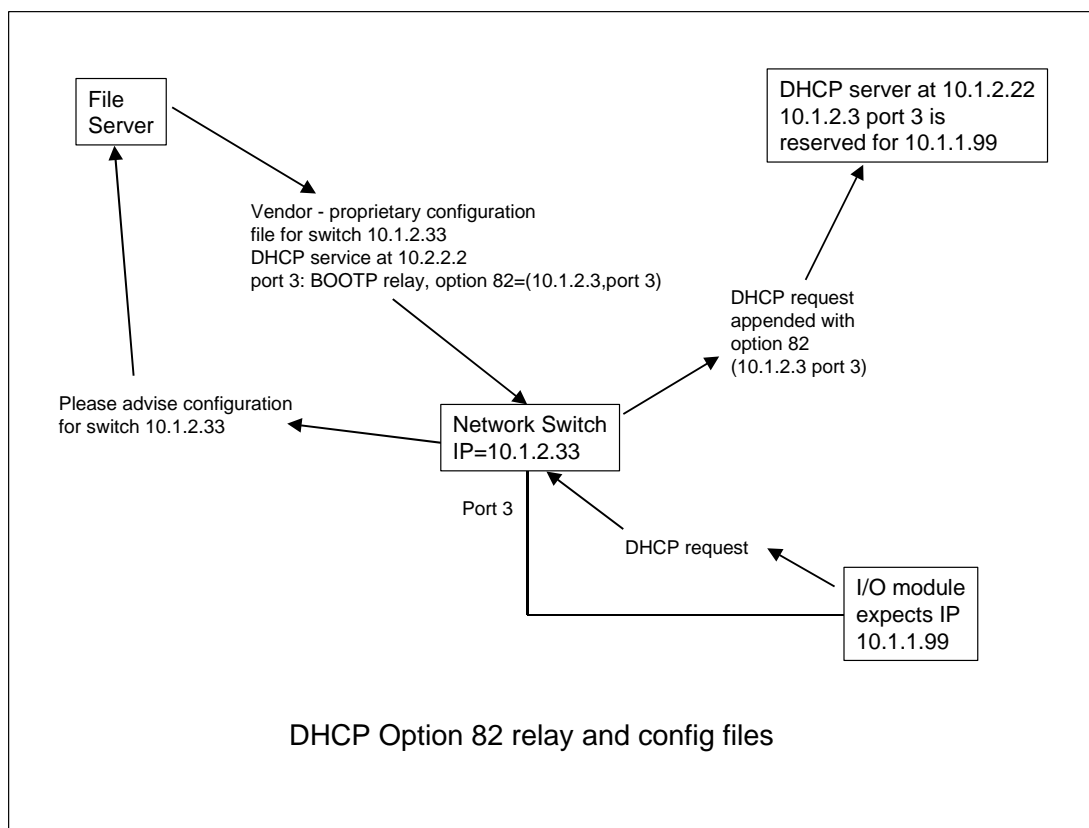 File
Server
DHCP server at 10.1.2.22
10.1.2.3 port 3 is
reserved for 10.1.1.99
Vendor - proprietary configuration
file for switch 10.1.2.33
DHCP service at 10.2.2.2
port 3: BOOTP relay, option 82=(10.1.2.3,port 3)
DHCP request
appended with
option 82
(10.1.2.3 port 3)
Please advise configuration
for switch 10.1.2.33
Network Switch
IP=10.1.2.33
Port 3
DHCP request
I/O module
expects IP
10.1.1.99
DHCP Option 82 relay and config files